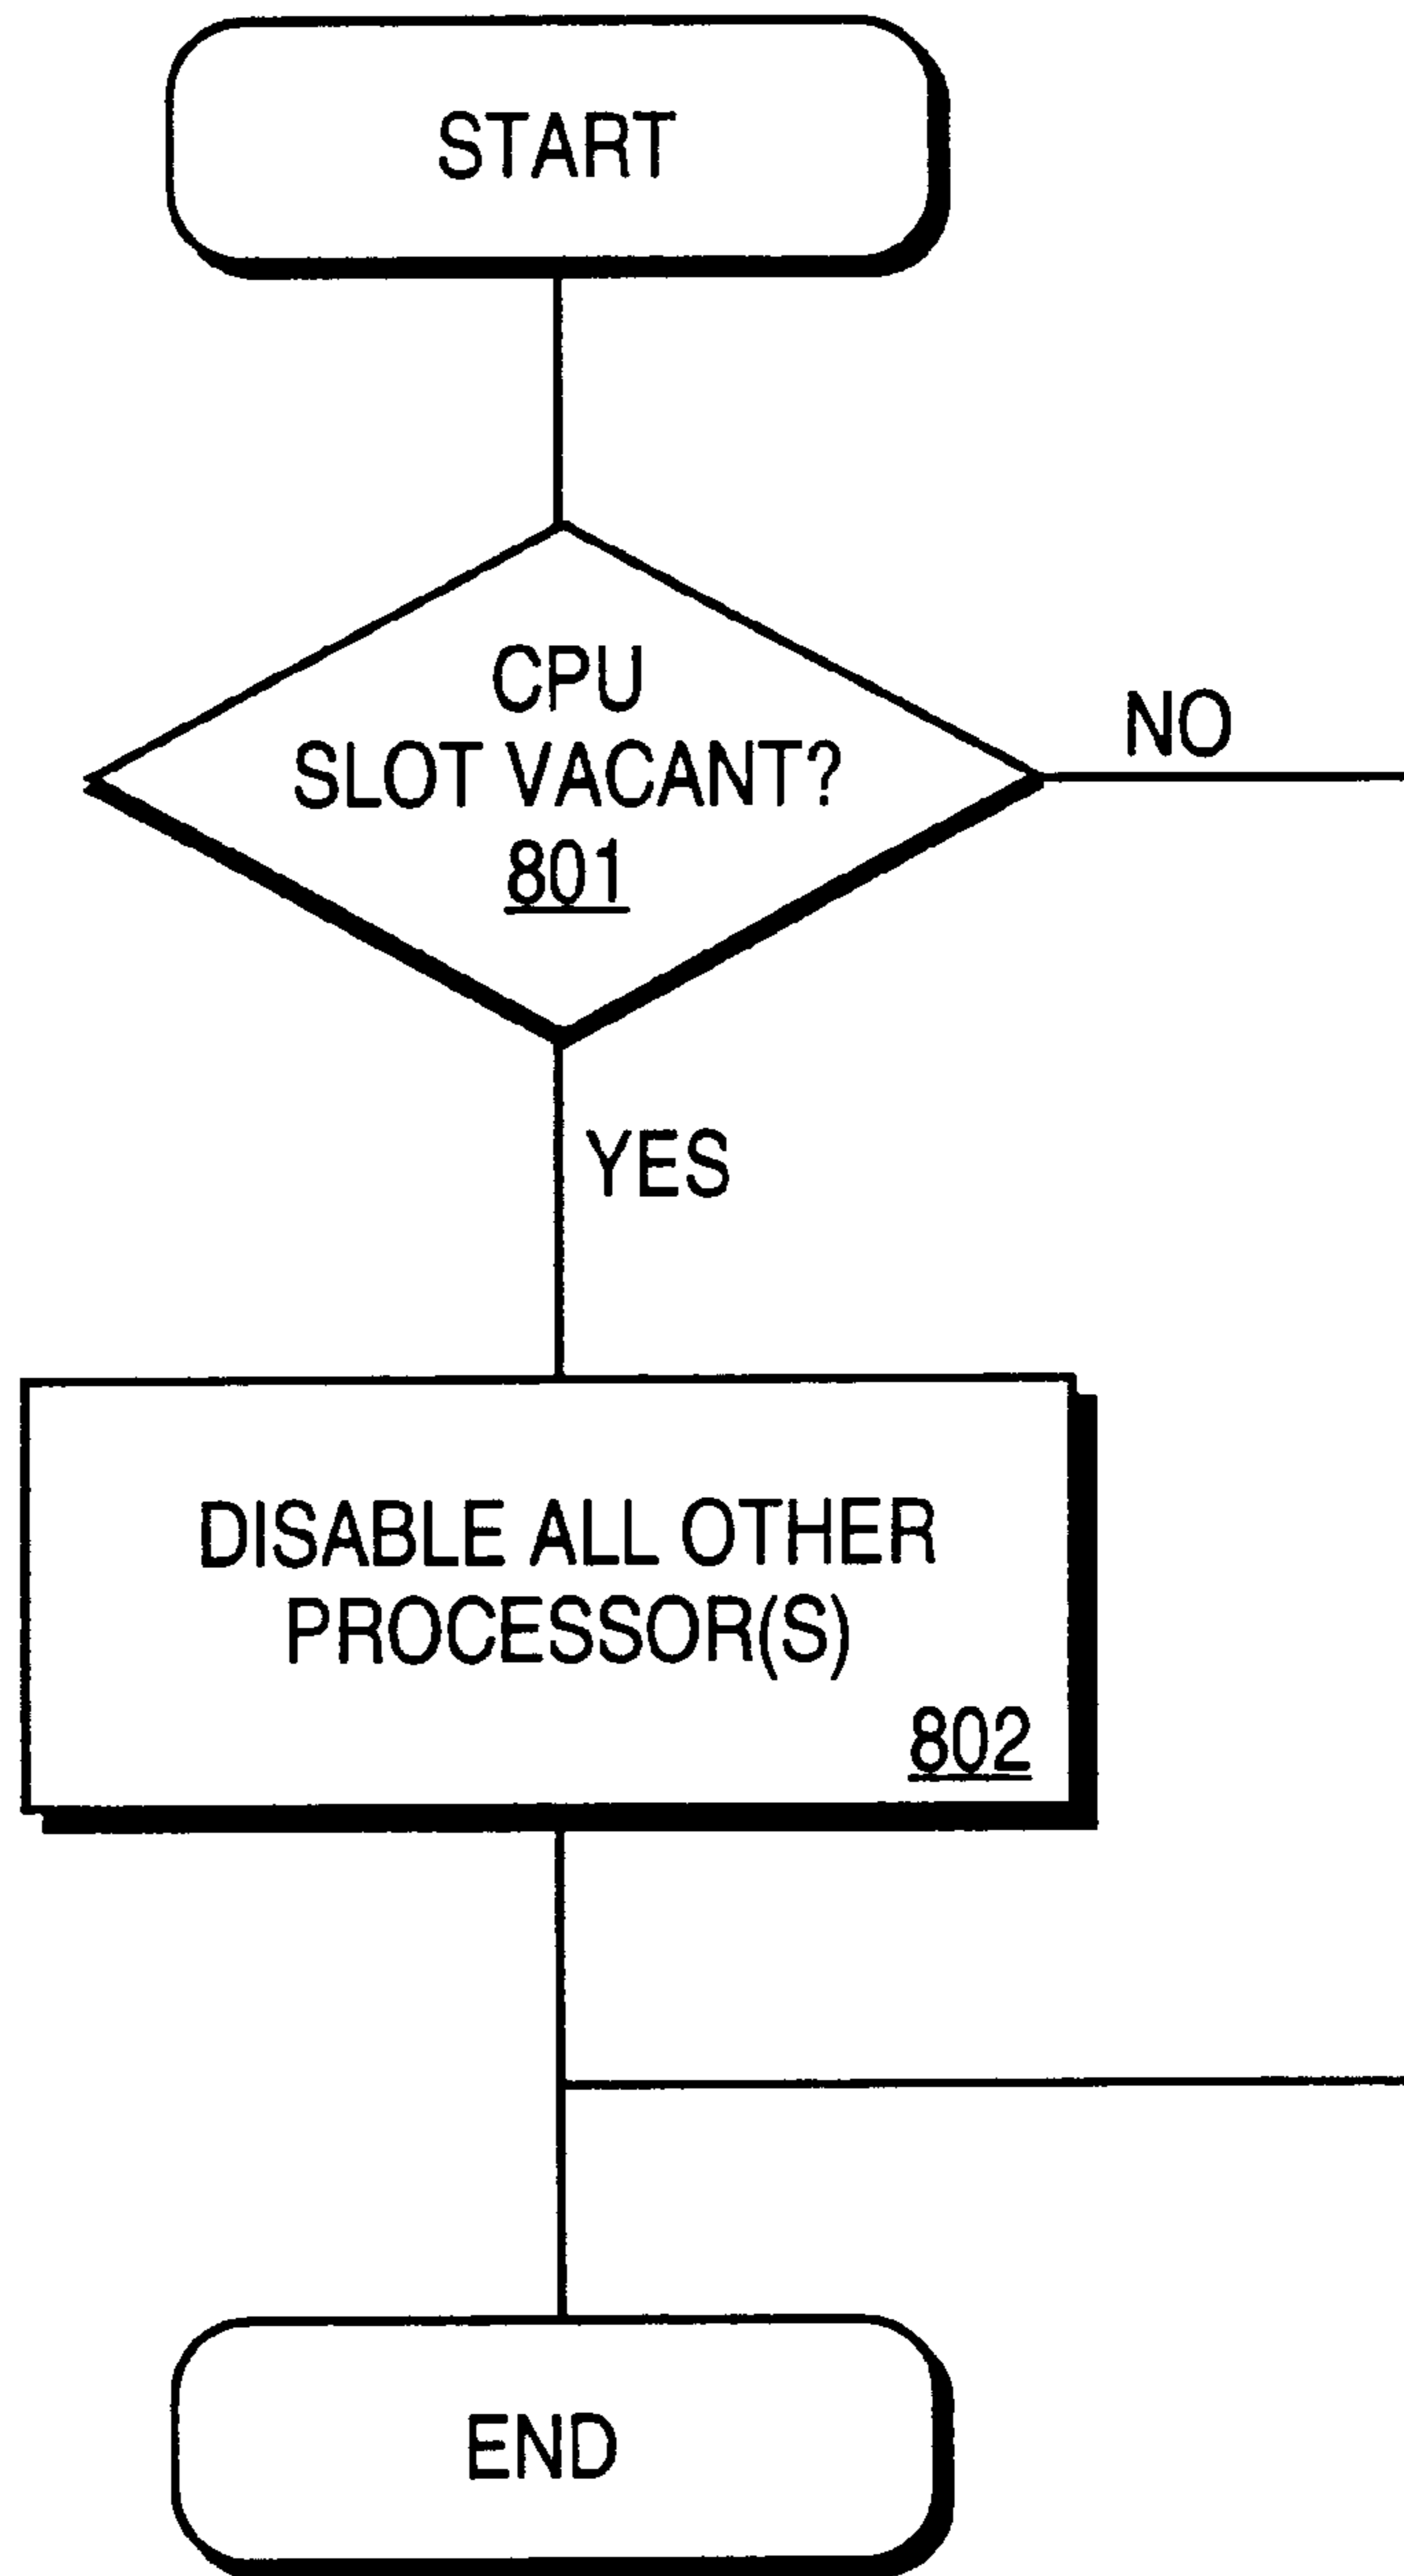 START
CPU
SLOT VACANT?
801
NO
YES
DISABLE ALL OTHER
PROCESSOR(S)
802
END